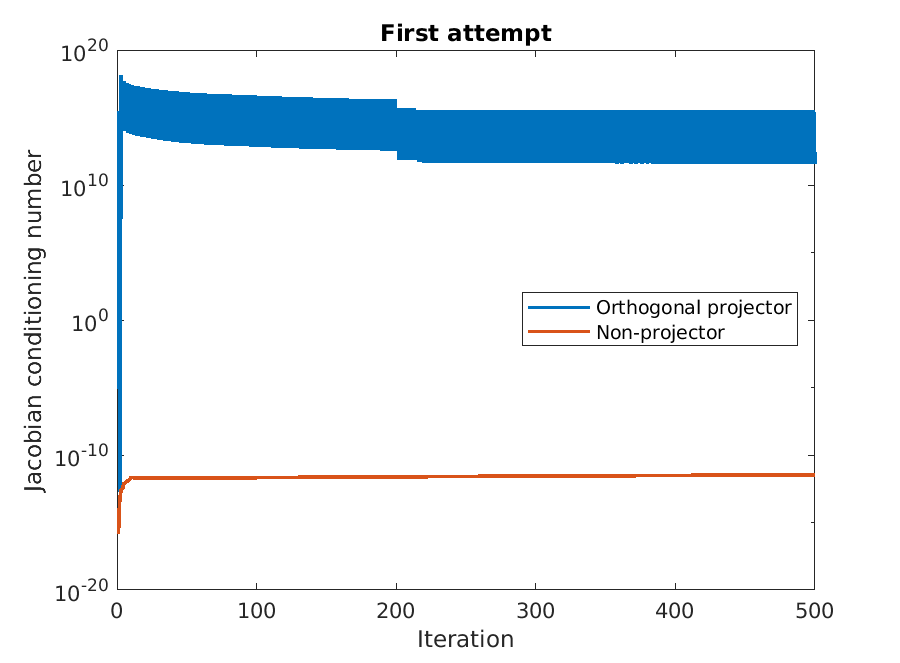 First attempt
10^20
10^10
10^0
10^-10
10^-20
Jacobian conditioning number
Orthogonal projector
Non-projector
0 100 200 300 400 500
Iteration